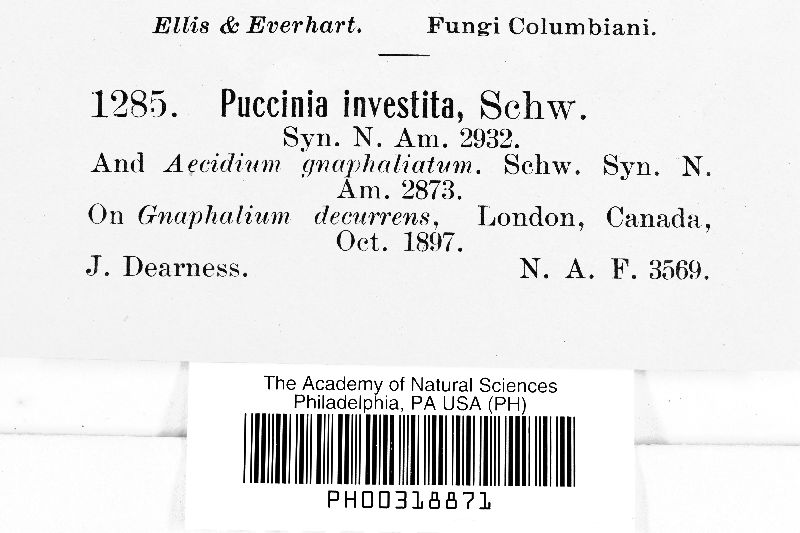 Ellis & Everhart. Fungi Columbiani.
1285. Puccinia investita, Schw.
Syn. N. Am. 2932.
And Aecidium gnaphaliatum. Schw. Syn. N.
Am. 2873.
On Gnaphalium decurrens, London, Canada,
Oct. 1897.
J. Dearness. N. A. F. 3569.
The Academy of Natural Sciences
Philadelphia, PA USA (PH)
PH00318871